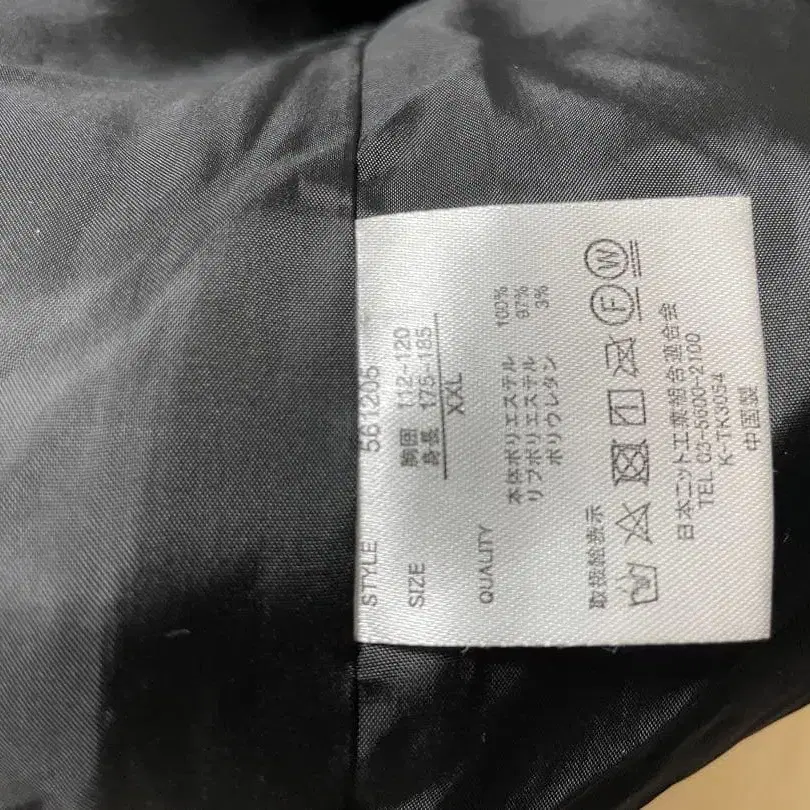 STYLE 561205
SIZE 胸囲 112~120
身長 175~185
XXL
QUALITY
本体ポリエステル 100%
リブポリエステル 97%
ポリウレタン 3%
取扱絵表示
F W
日本ニット工業組合連合会
TEL 03-5600-2100
K-TK3054
中国製